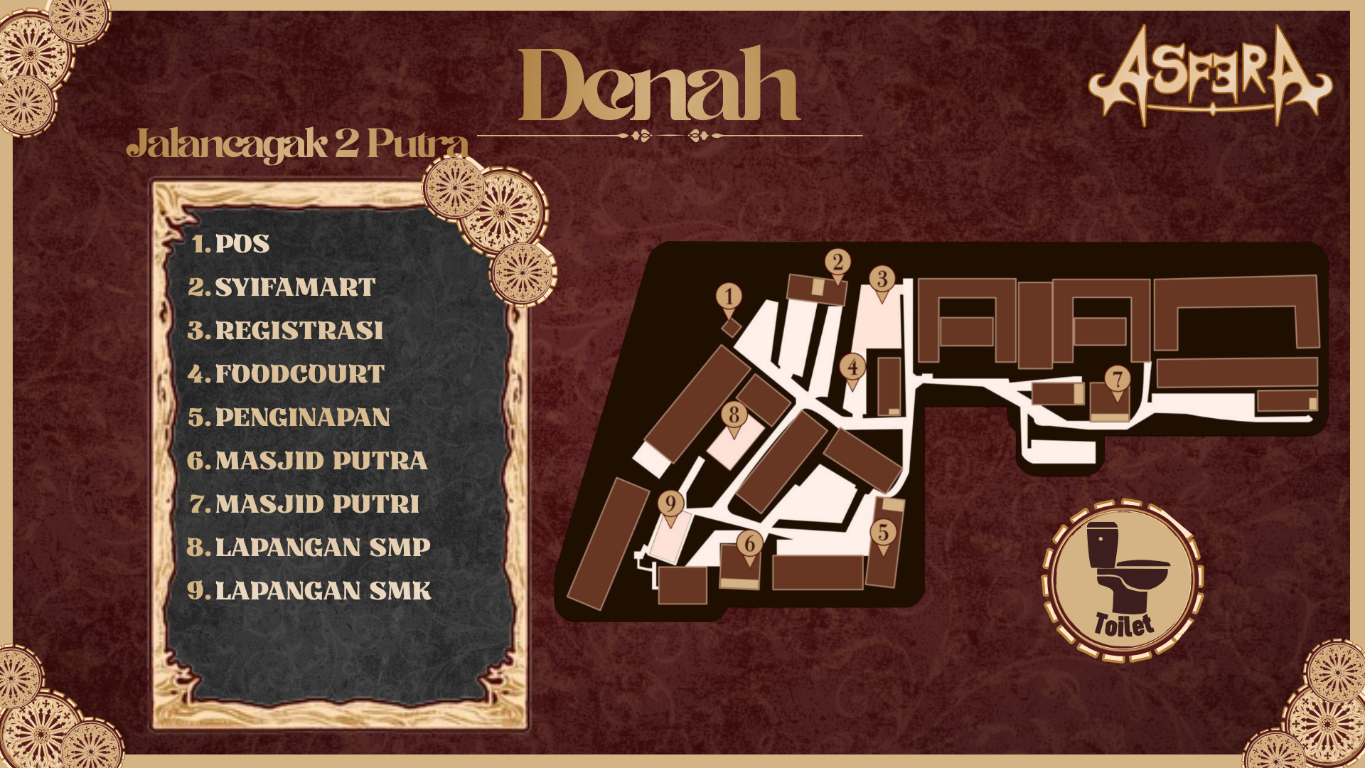 Denah
ASFERA
Jalancagak 2 Putra
1. POS
2. SYIFAMART
3. REGISTRASI
4. FOODCOURT
5. PENGINAPAN
6. MASJID PUTRA
7. MASJID PUTRI
8. LAPANGAN SMP
9. LAPANGAN SMK
2
1
3
4
7
8
9
6
5
Toilet